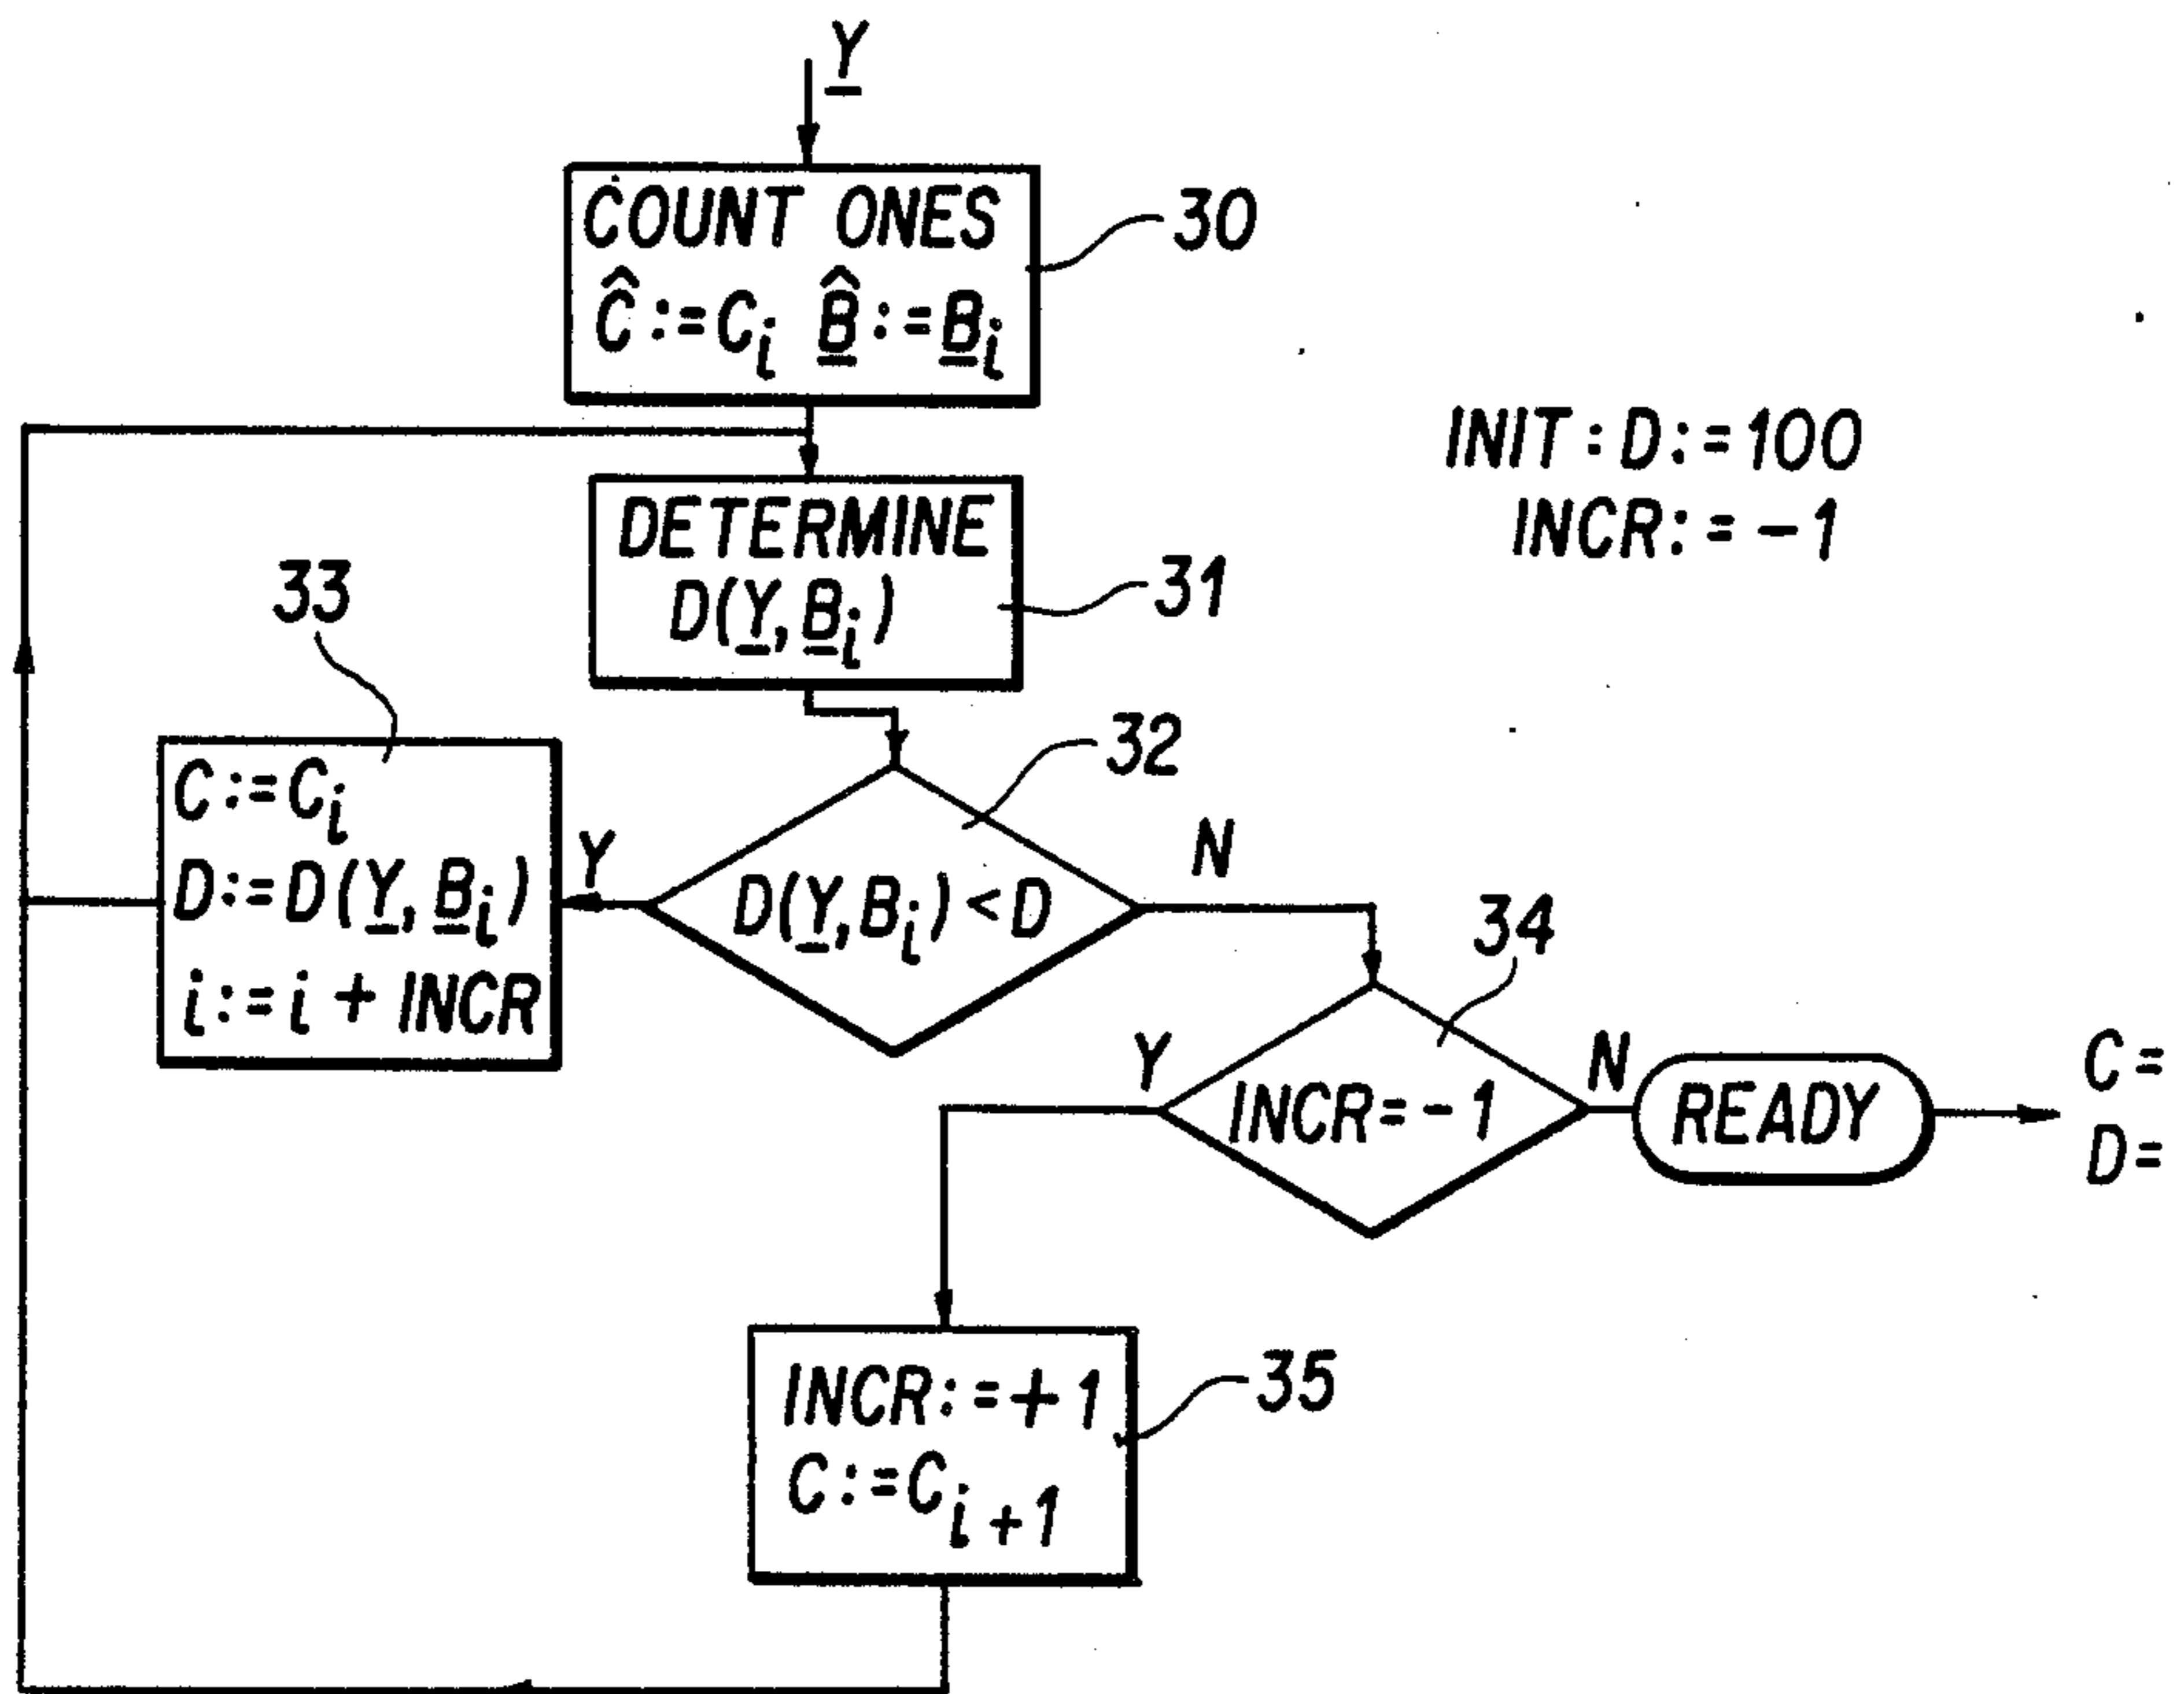 Y
COUNT ONES
Ĉ:=Cᵢ B̂:=Bᵢ
30
INIT:D:=100
INCR:=-1
DETERMINE
D(Y,Bᵢ)
31
33
32
C:=Cᵢ
D:=D(Y,Bᵢ)
i:=i + INCR
Y
D(Y,Bᵢ)<D
N
34
Y
INCR=-1
N
READY
C=
D=
INCR:=+1
C:=Cᵢ₊₁
35